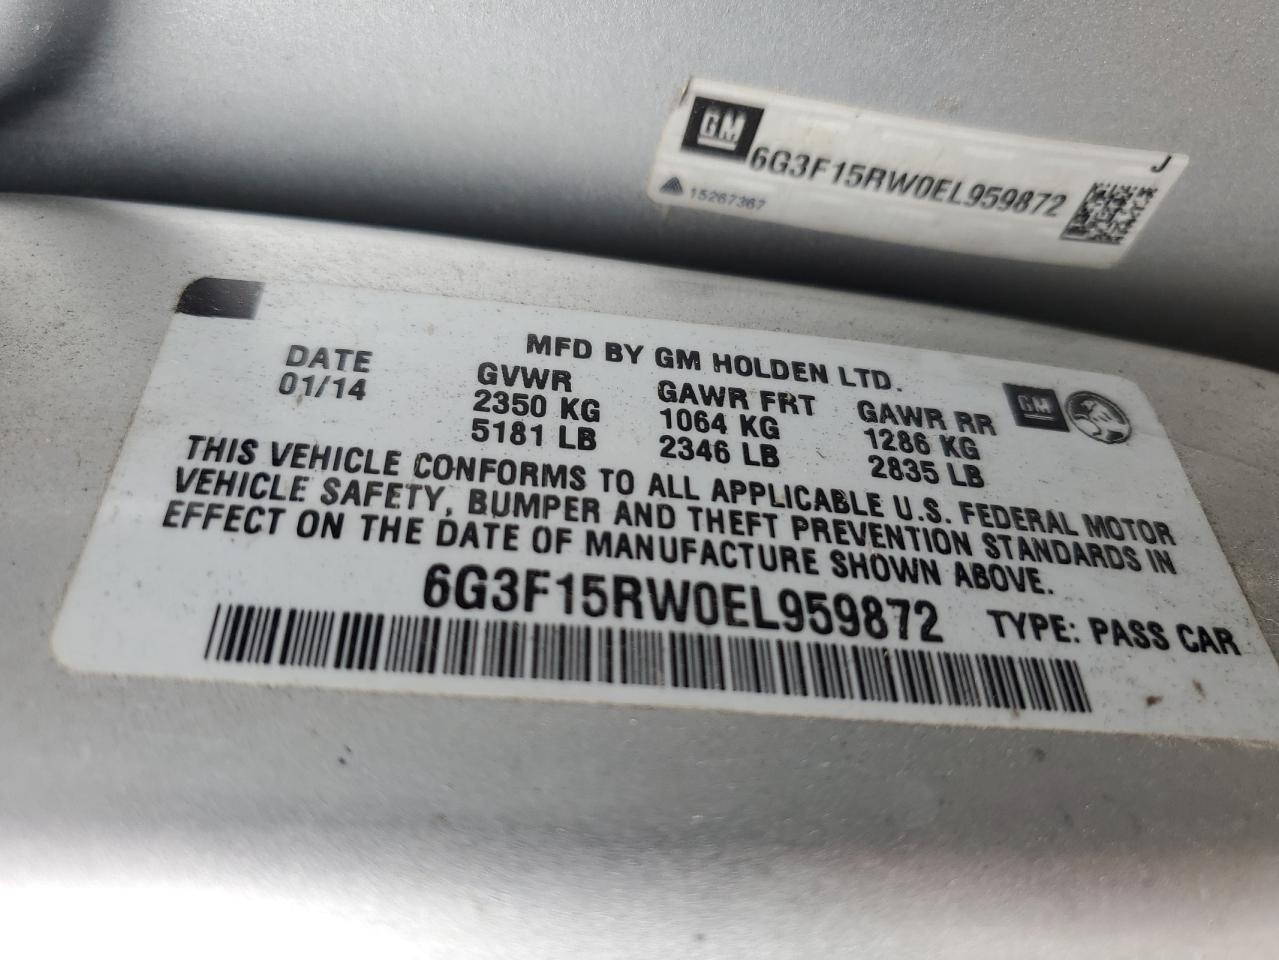 GM
J
6G3F15RW0EL959872
15267367
MFD BY GM HOLDEN LTD.
DATE GVWR GAWR FRT GAWR RR GM
01/14 2350 KG 1064 KG 1286 KG
5181 LB 2346 LB 2835 LB
THIS VEHICLE CONFORMS TO ALL APPLICABLE U.S. FEDERAL MOTOR
VEHICLE SAFETY, BUMPER AND THEFT PREVENTION STANDARDS IN
EFFECT ON THE DATE OF MANUFACTURE SHOWN ABOVE.
6G3F15RW0EL959872 TYPE: PASS CAR